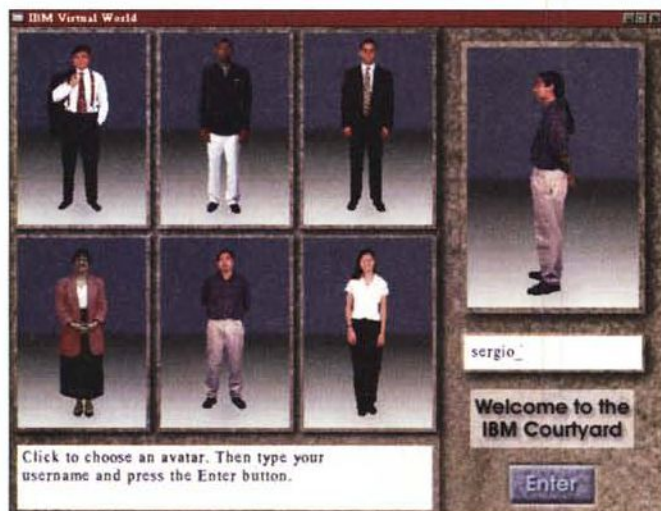 IBM Virtual World
sergio_
Welcome to the
IBM Courtyard
Click to choose an avatar. Then type your
username and press the Enter button.
Enter